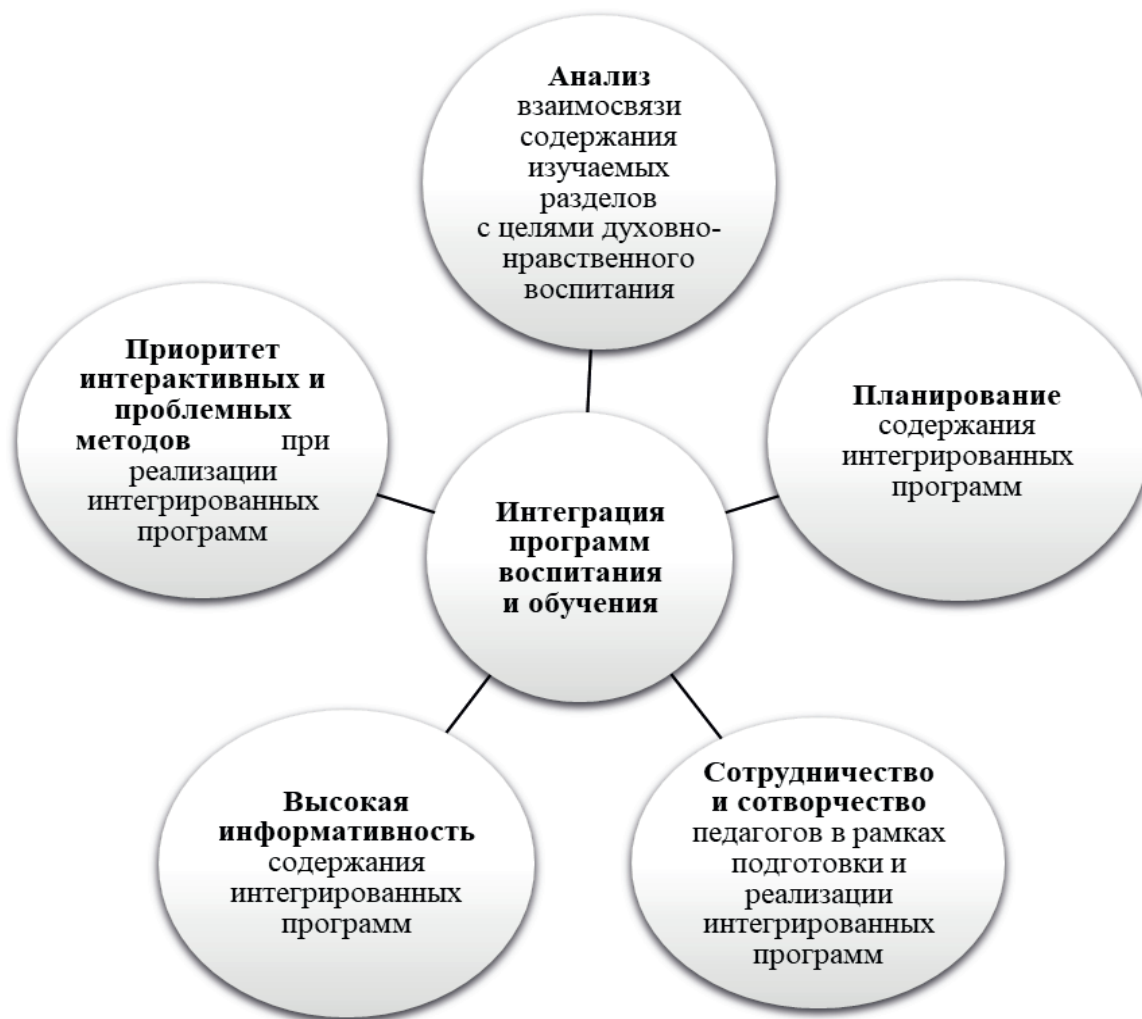 Анализ
взаимосвязи
содержания
изучаемых
разделов
с целями духовно-
нравственного
воспитания
Приоритет
интерактивных и
проблемных
методов при
реализации
интегрированных
программ
Планирование
содержания
интегрированных
программ
Интеграция
программ
воспитания
и обучения
Высокая
информативность
содержания
интегрированных
программ
Сотрудничество
и сотворчество
педагогов в рамках
подготовки и
реализации
интегрированных
программ